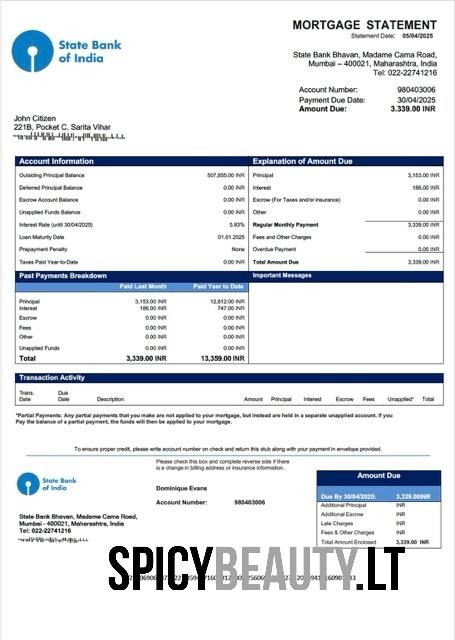 State Bank
of India
MORTGAGE STATEMENT
Statement Date: 05/04/2025
State Bank Bhavan, Madame Cama Road,
Mumbai – 400021, Maharashtra, India
Tel: 022-22741216
Account Number: 980403006
Payment Due Date: 30/04/2025
Amount Due: 3.339.00 INR
John Citizen
221B, Pocket C, Sarita Vihar
Account Information
Outsiding Principal Balance 507,855.00 INR
Deferred Principal Balance 0.00 INR
Escrow Account Balance 0.00 INR
Unapplied Funds Balance 0.00 INR
Interest Rate (until 30/04/2025) 5.93%
Loan Maturity Date 01.01.2025
Prepayment Penalty None
Taxes Paid Year-to-Date 0.00 INR
Explanation of Amount Due
Principal 3,153.00 INR
Interest 186.00 INR
Escrow (For Taxes and/or insurance) 0.00 INR
Other 0.00 INR
Regular Monthly Payment 3,339.00 INR
Fees and Other Charges 0.00 INR
Overdue Payment 0.00 INR
Total Amount Due 3,339.00 INR
Past Payments Breakdown
Paid Last Month Paid Year to Date
Principal 3,153.00 INR 12,612.00 INR
Interest 186.00 INR 747.00 INR
Escrow 0.00 INR 0.00 INR
Fees 0.00 INR 0.00 INR
Other 0.00 INR 0.00 INR
Unapplied Funds 0.00 INR 0.00 INR
Total 3,339.00 INR 13,359.00 INR
Important Messages
Transaction Activity
Trans. Date Due Date Description Amount Principal Interest Escrow Fees Unapplied* Total
*Partial Payments: Any partial payments that you make are not applied to your mortgage, but instead are held in a separate unapplied account. If you
Pay the balance of a partial payment, the funds will then be applied to your mortgage.
To ensure proper credit, please write account number on check and return this stub along with your payment in envelope provided.
State Bank
of India
Please check this box and complete reverse side if there
is a change in billing address or insurance information.
Dominique Evans
Account Number: 980403006
State Bank Bhavan, Madame Cama Road,
Mumbai - 400021, Maharashtra, India
Tel: 022-22741216
Amount Due
Due By 30/04/2025: 3,339.00INR
Additional Principal INR
Additional Escrow INR
Late Charges INR
Fees & Other Charges INR
Total Amount Enclosed 3,339.00 INR
SPICYBEAUTY.LT